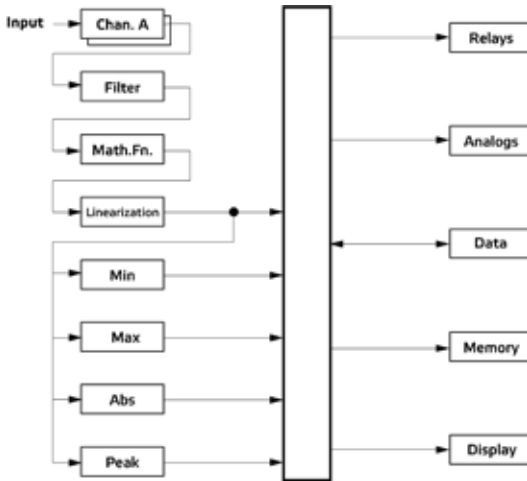 Input
Chan. A
Filter
Math.Fn.
Linearization
Min
Max
Abs
Peak
Relays
Analogs
Data
Memory
Display